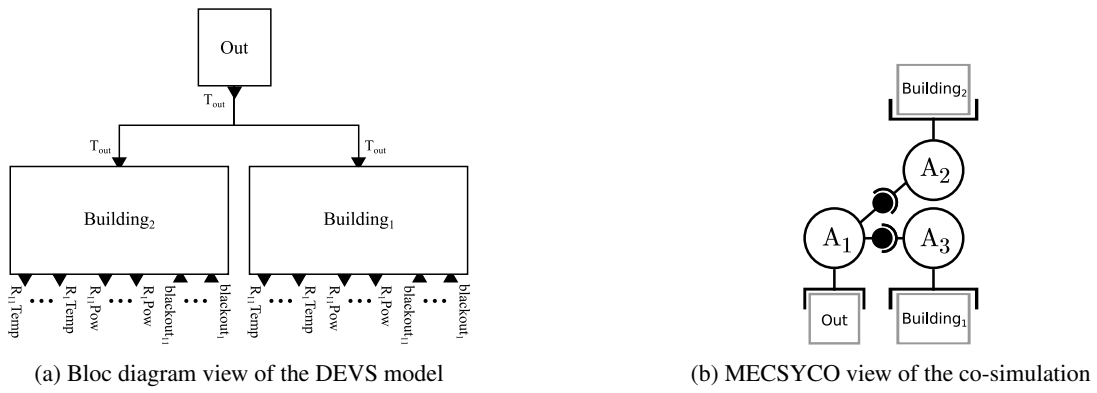 Out
T_out
T_out
T_out
Building_2
Building_1
R_11Temp
R_1Temp
R_11Pow
R_1Pow
blackout_11
blackout_1
R_11Temp
R_1Temp
R_11Pow
R_1Pow
blackout_11
blackout_1
(a) Bloc diagram view of the DEVS model
Building_2
A_2
A_1
A_3
Out
Building_1
(b) MECSYCO view of the co-simulation